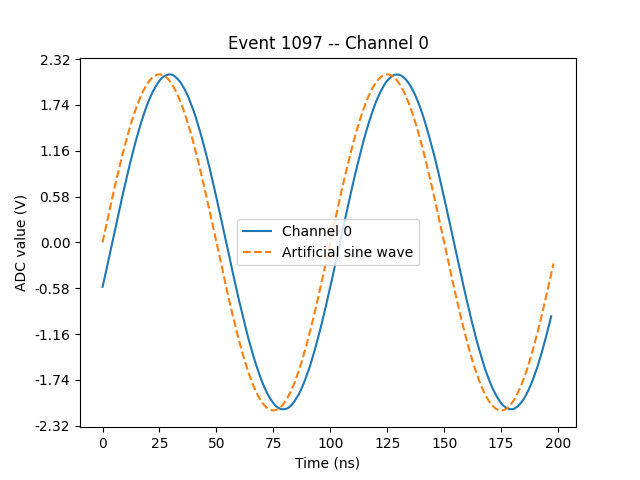 Event 1097 -- Channel 0
2.32
1.74
1.16
0.58
0.00
-0.58
-1.16
-1.74
-2.32
ADC value (V)
Channel 0
Artificial sine wave
0 25 50 75 100 125 150 175 200
Time (ns)